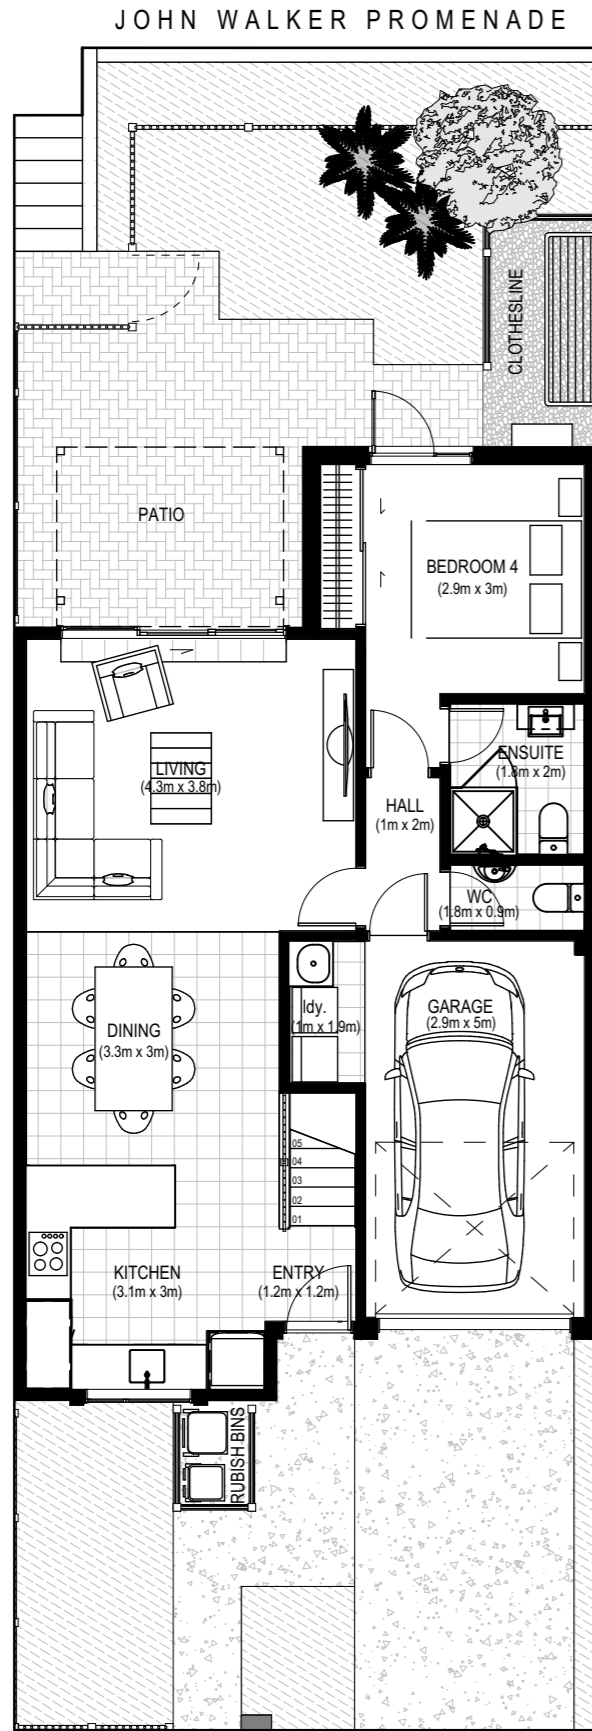 JOHN WALKER PROMENADE
CLOTHESLINE
PATIO
BEDROOM 4
(2.9m x 3m)
LIVING
(4.3m x 3.8m)
ENSUITE
(1.8m x 2m)
HALL
(1m x 2m)
WC
(1.8m x 0.9m)
ldy.
(1m x 1.9m)
GARAGE
(2.9m x 5m)
DINING
(3.3m x 3m)
05
04
03
02
01
KITCHEN
(3.1m x 3m)
ENTRY
(1.2m x 1.2m)
RUBISH BINS